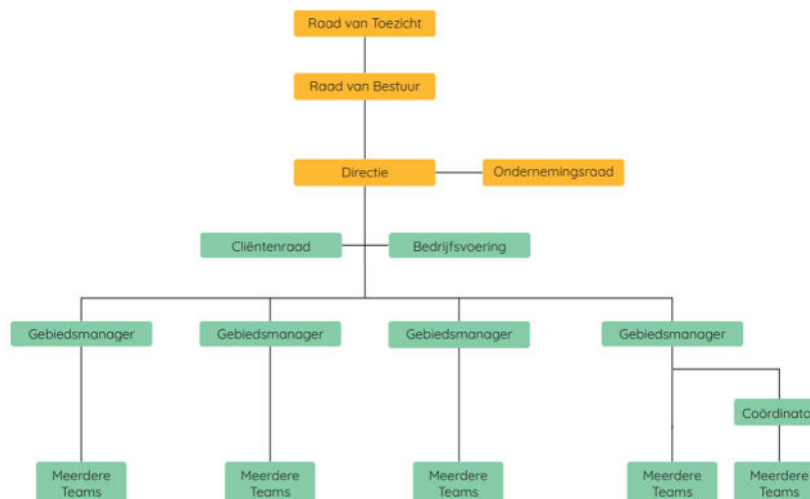 Raad van Toezicht
Raad van Bestuur
Directie
Ondernemingsraad
Cliëntenraad
Bedrijfsvoering
Gebiedsmanager
Gebiedsmanager
Gebiedsmanager
Gebiedsmanager
Coördinato
Meerdere
Teams
Meerdere
Teams
Meerdere
Teams
Meerdere
Teams
Meerdere
Teams